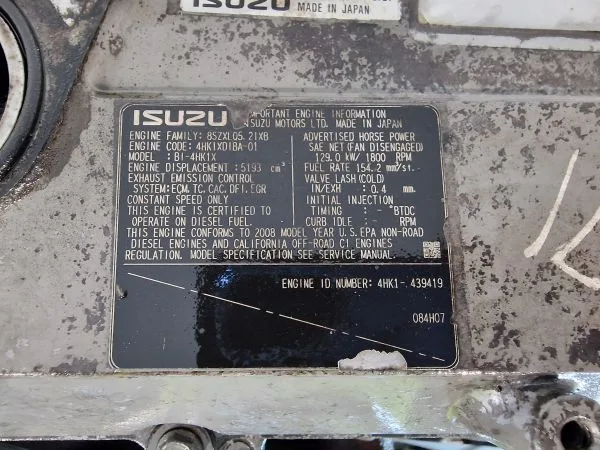 ISUZU
MADE IN JAPAN
ISUZU
IMPORTANT ENGINE INFORMATION
ISUZU MOTORS LTD. MADE IN JAPAN
ENGINE FAMILY: 8SZXL05.21XB
ENGINE CODE: 4HK1XDIBA-01
MODEL: BI-4HK1X
ENGINE DISPLACEMENT: 5193 cm³
EXHAUST EMISSION CONTROL
SYSTEM: ECM, TC, CAC, DFI, EGR
CONSTANT SPEED ONLY
THIS ENGINE IS CERTIFIED TO
OPERATE ON DIESEL FUEL.
ADVERTISED HORSE POWER
SAE NET (FAN DISENGAGED)
129.0 kW/ 1800 RPM
FUEL RATE 154.2 mm³/st.
VALVE LASH (COLD)
IN/EXH : 0.4 mm.
INITIAL INJECTION
TIMING : - °BTDC
CURB IDLE: - RPM
THIS ENGINE CONFORMS TO 2008 MODEL YEAR U.S. EPA NON-ROAD
DIESEL ENGINES AND CALIFORNIA OFF-ROAD CI ENGINES
REGULATION. MODEL SPECIFICATION SEE SERVICE MANUAL.
ENGINE ID NUMBER: 4HK1-. 439419
084H07